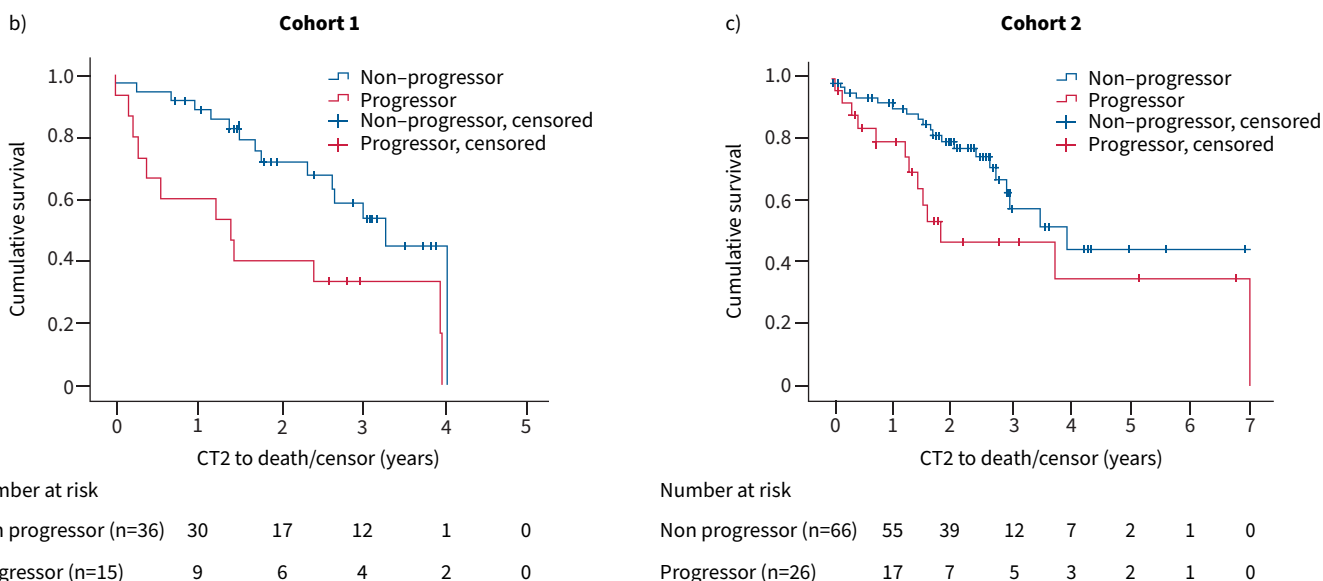 b)
Cohort 1
Non–progressor
Progressor
Non–progressor, censored
Progressor, censored
Cumulative survival
1.0
0.8
0.6
0.4
0.2
0
0 1 2 3 4 5
CT2 to death/censor (years)
mber at risk
n progressor (n=36) 30 17 12 1 0
gressor (n=15) 9 6 4 2 0
c)
Cohort 2
Non–progressor
Progressor
Non–progressor, censored
Progressor, censored
Cumulative survival
1.0
0.8
0.6
0.4
0.2
0
0 1 2 3 4 5 6 7
CT2 to death/censor (years)
Number at risk
Non progressor (n=66) 55 39 12 7 2 1 0
Progressor (n=26) 17 7 5 3 2 1 0